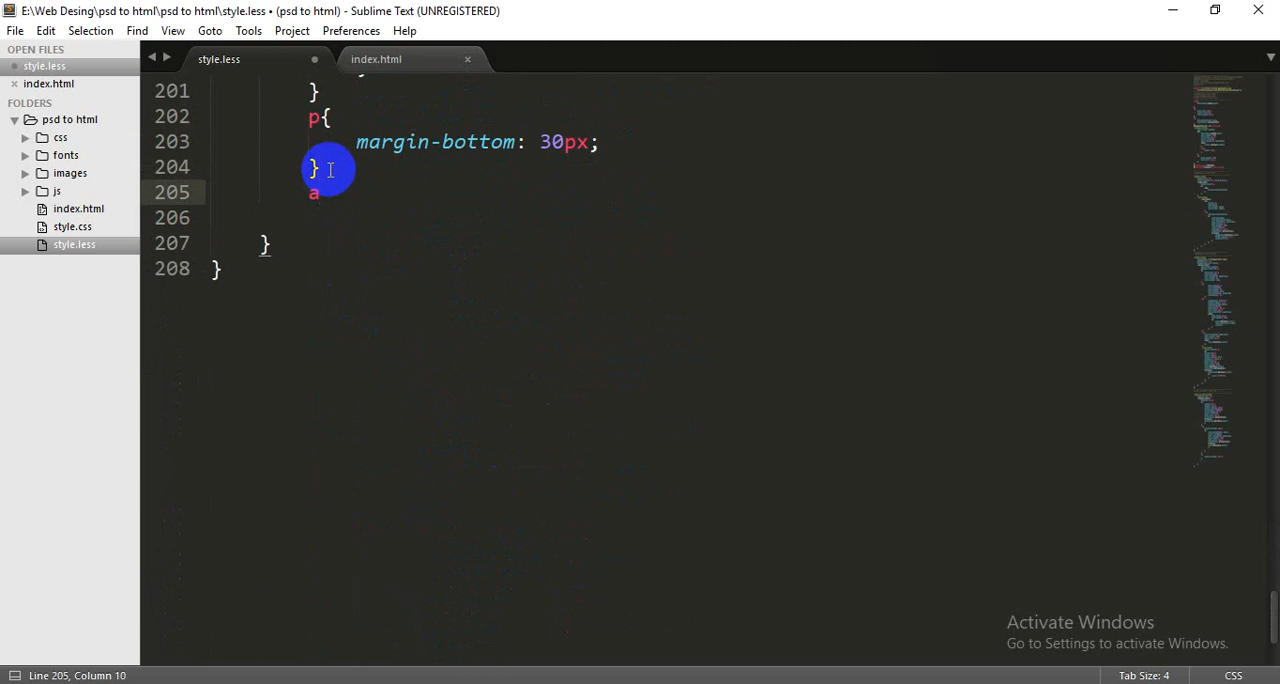 E:\Web Desing\psd to html\psd to html\style.less • (psd to html) - Sublime Text (UNREGISTERED)
File Edit Selection Find View Goto Tools Project Preferences Help
OPEN FILES
style.less
index.html
FOLDERS
psd to html
css
fonts
images
js
index.html
style.css
style.less
style.less index.html
201 }
202 p{
203 margin-bottom: 30px;
204 }
205 a
206
207 }
208 }
Activate Windows
Go to Settings to activate Windows.
Line 205, Column 10 Tab Size: 4 CSS